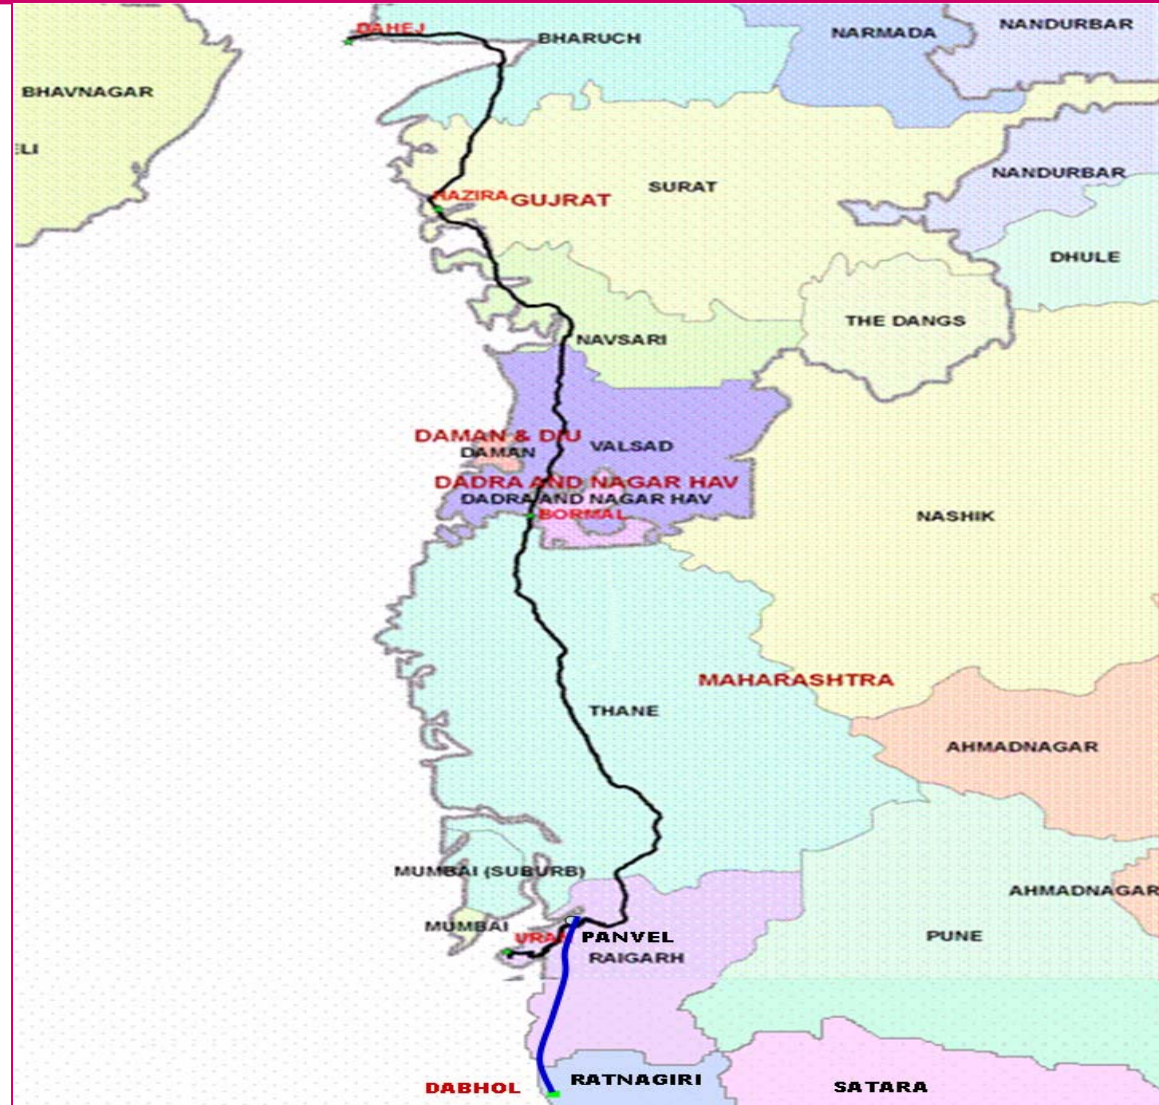 DAHEJ
BHARUCH
NARMADA
NANDURBAR
BHAVNAGAR
ELI
NANDURBAR
SURAT
HAZIRA
GUJRAT
DHULE
THE DANGS
NAVSARI
DAMAN & DIU
VALSAD
DAMAN
DADRA AND NAGAR HAV
DADRA AND NAGAR HAV
BORMAL
NASHIK
MAHARASHTRA
THANE
AHMADNAGAR
MUMBAI (SUBURB)
AHMADNAGAR
MUMBAI
PANVEL
PUNE
RAIGARH
DABHOL
RATNAGIRI
SATARA